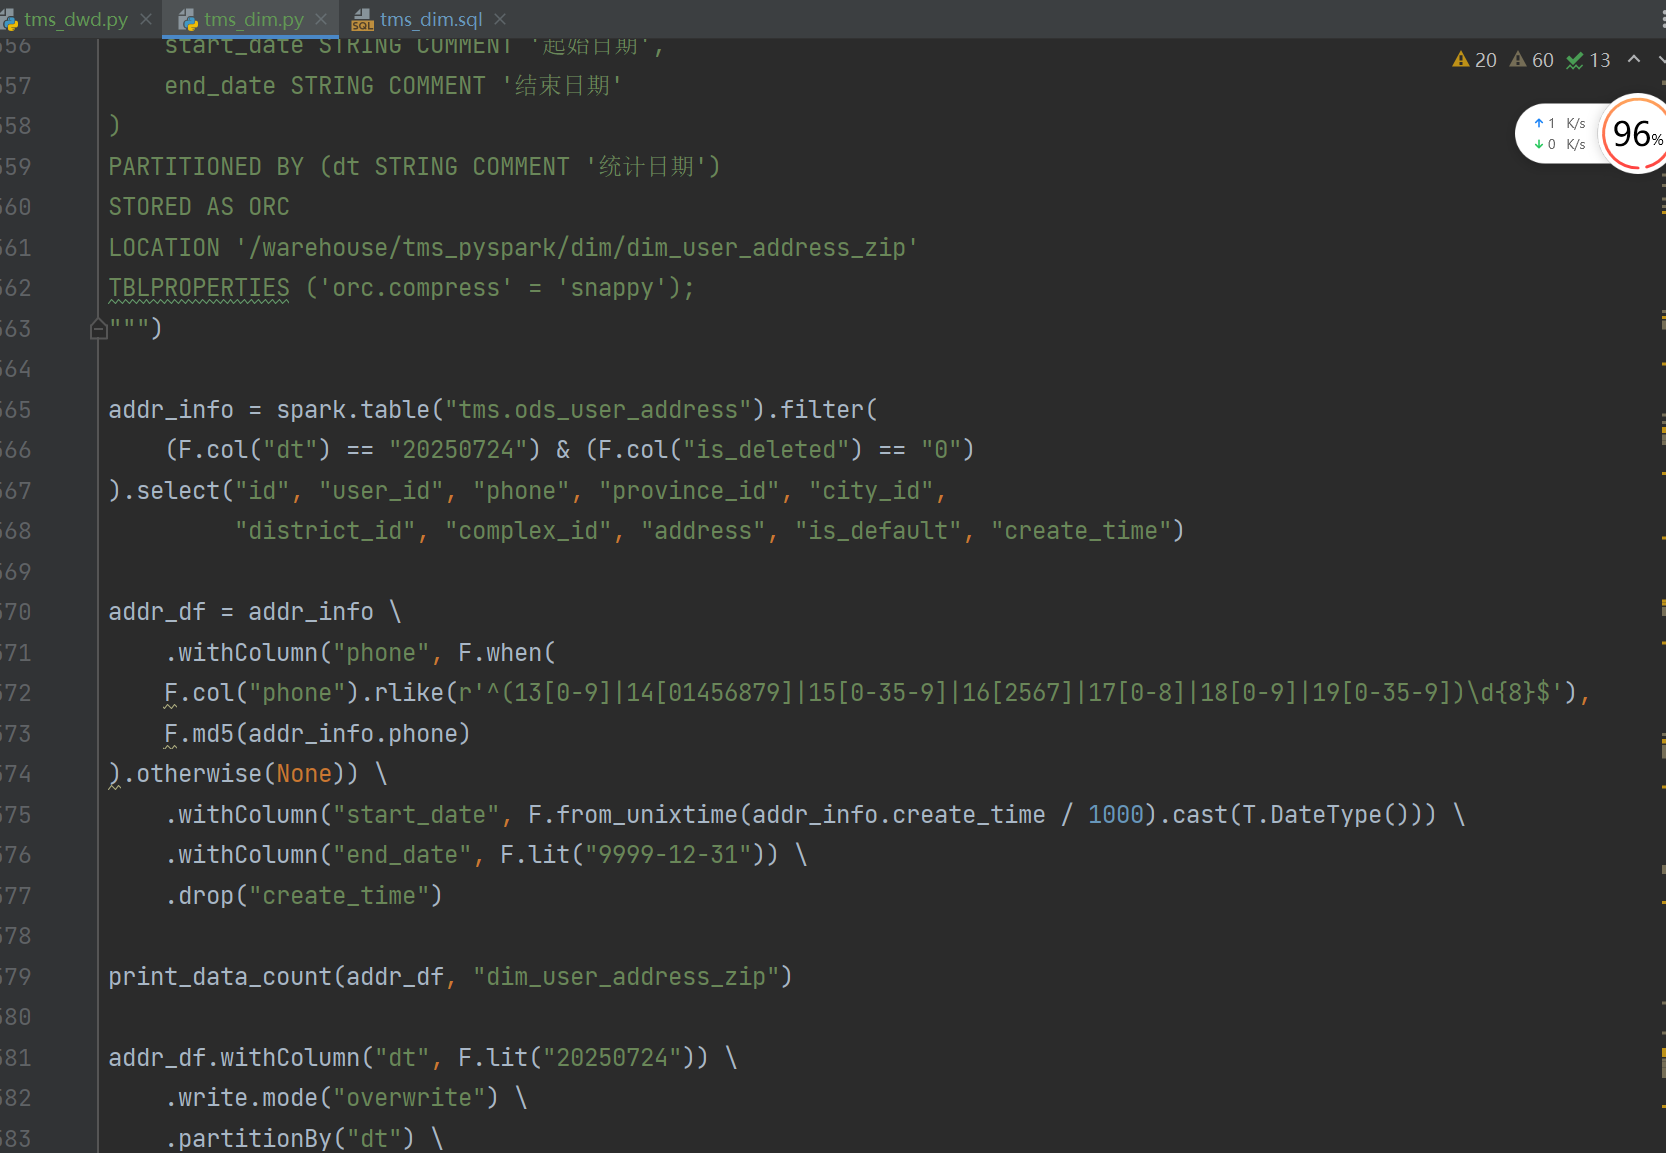 tms_dwd.py tms_dim.py tms_dim.sql
556 start_date STRING COMMENT '起始日期',
20 60 13
557 end_date STRING COMMENT '结束日期'
558 )
1 K/s
0 K/s
96%
559 PARTITIONED BY (dt STRING COMMENT '统计日期')
560 STORED AS ORC
561 LOCATION '/warehouse/tms_pyspark/dim/dim_user_address_zip'
562 TBLPROPERTIES ('orc.compress' = 'snappy');
563 """)
564
565 addr_info = spark.table("tms.ods_user_address").filter(
566 (F.col("dt") == "20250724") & (F.col("is_deleted") == "0")
567 ).select("id", "user_id", "phone", "province_id", "city_id",
568 "district_id", "complex_id", "address", "is_default", "create_time")
569
570 addr_df = addr_info \
571 .withColumn("phone", F.when(
572 F.col("phone").rlike(r'^(13[0-9]|14[01456879]|15[0-35-9]|16[2567]|17[0-8]|18[0-9]|19[0-35-9])\d{8}$'),
573 F.md5(addr_info.phone)
574 ).otherwise(None)) \
575 .withColumn("start_date", F.from_unixtime(addr_info.create_time / 1000).cast(T.DateType())) \
576 .withColumn("end_date", F.lit("9999-12-31")) \
577 .drop("create_time")
578
579 print_data_count(addr_df, "dim_user_address_zip")
580
581 addr_df.withColumn("dt", F.lit("20250724")) \
582 .write.mode("overwrite") \
583 .partitionBy("dt") \